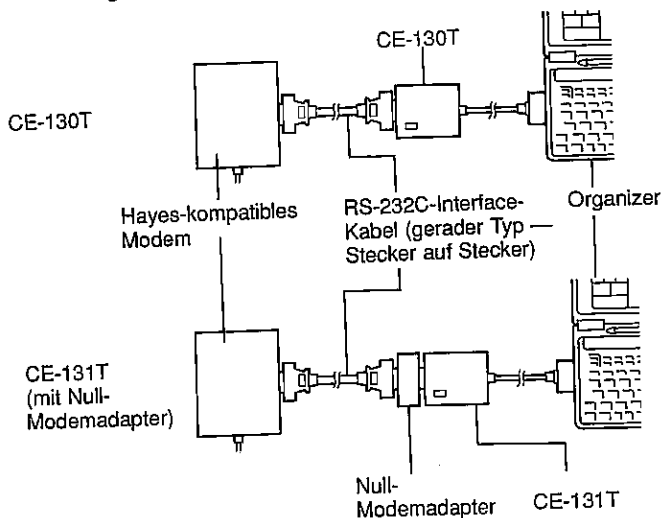 CE-130T
CE-130T
Hayes-kompatibles
Modem
RS-232C-Interface-
Kabel (gerader Typ —
Stecker auf Stecker)
Organizer
CE-131T
(mit Null-
Modemadapter)
Null-
Modemadapter
CE-131T